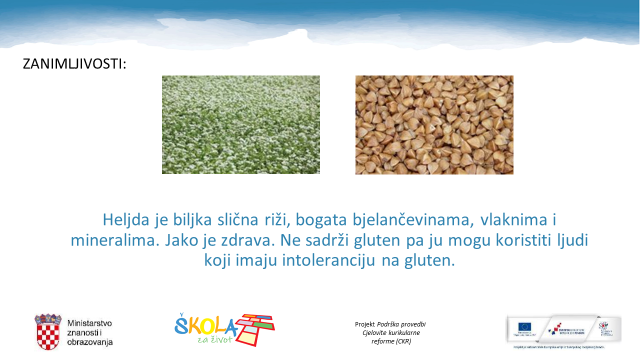 ZANIMLJIVOSTI:
Heljda je biljka slična riži, bogata bjelančevinama, vlaknima i
mineralima. Jako je zdrava. Ne sadrži gluten pa ju mogu koristiti ljudi
koji imaju intoleranciju na gluten.
Ministarstvo
znanosti i
obrazovanja
ŠKOLA
za život
Projekt Podrška provedbi
Cjelovite kurikularne
reforme (CKR)